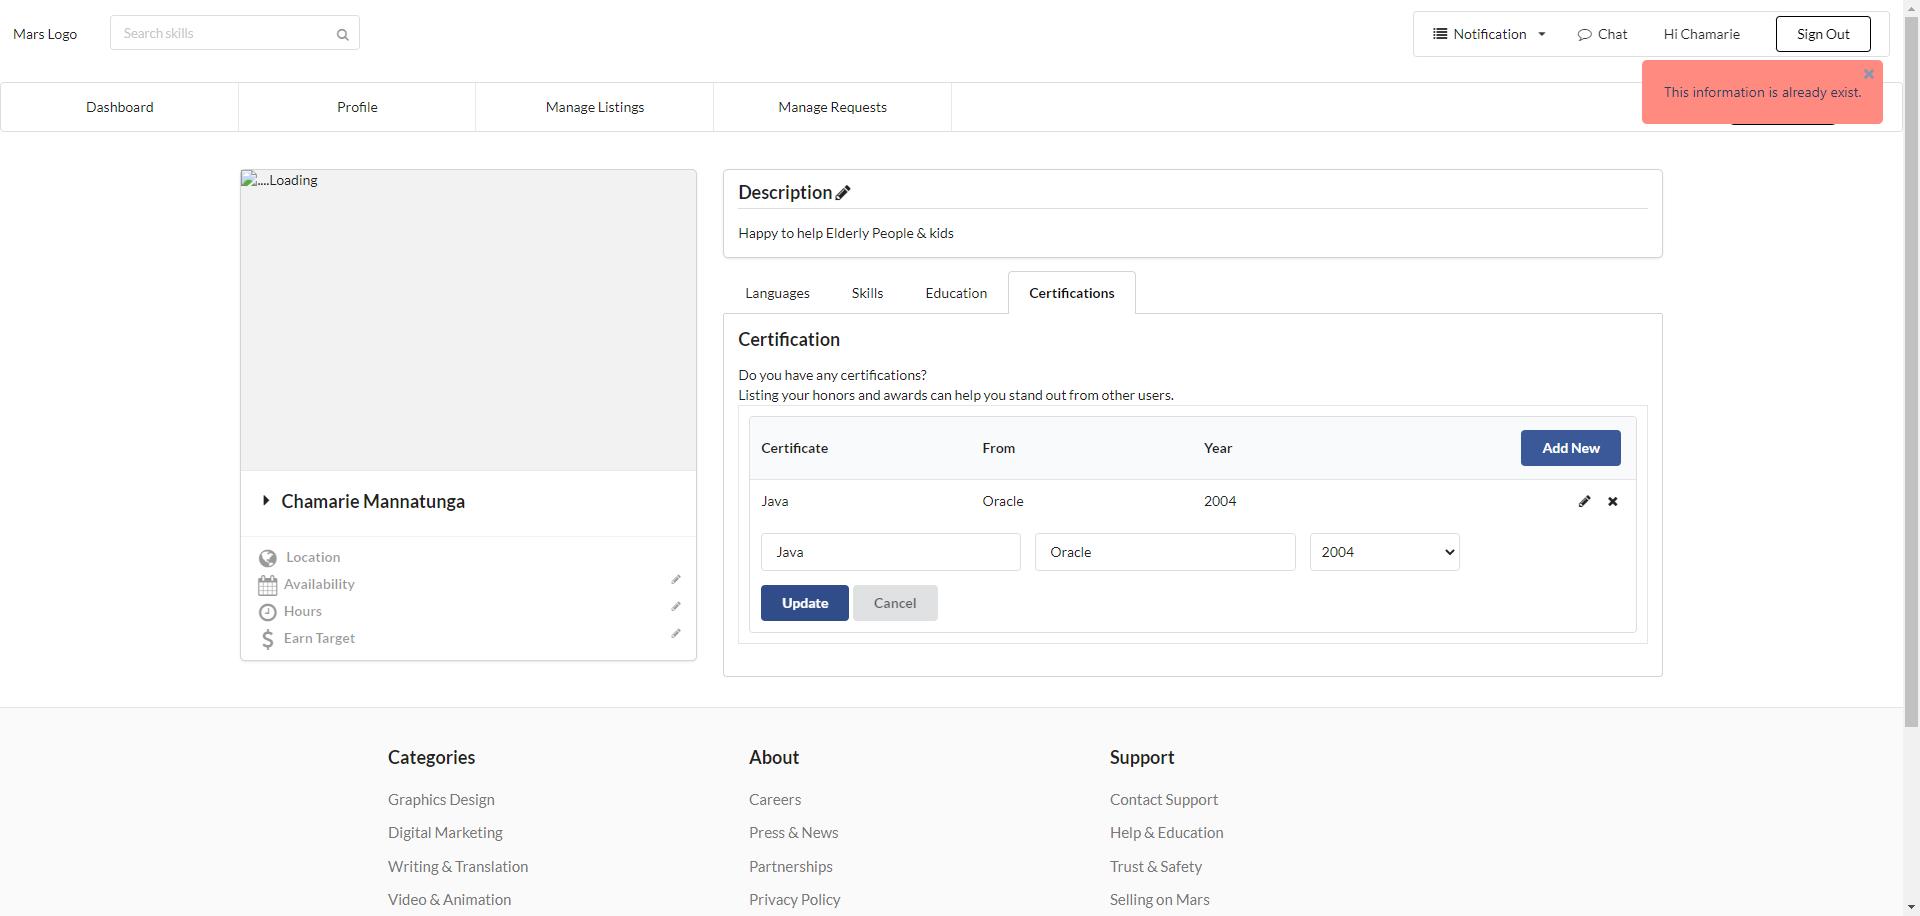 Mars Logo
Search skills
Notification
Chat
Hi Chamarie
Sign Out
This information is already exist.
Dashboard
Profile
Manage Listings
Manage Requests
....Loading
Chamarie Mannatunga
Location
Availability
Hours
Earn Target
Description
Happy to help Elderly People & kids
Languages
Skills
Education
Certifications
Certification
Do you have any certifications?
Listing your honors and awards can help you stand out from other users.
Certificate
From
Year
Add New
Java
Oracle
2004
Java
Oracle
2004
Update
Cancel
Categories
Graphics Design
Digital Marketing
Writing & Translation
Video & Animation
About
Careers
Press & News
Partnerships
Privacy Policy
Support
Contact Support
Help & Education
Trust & Safety
Selling on Mars